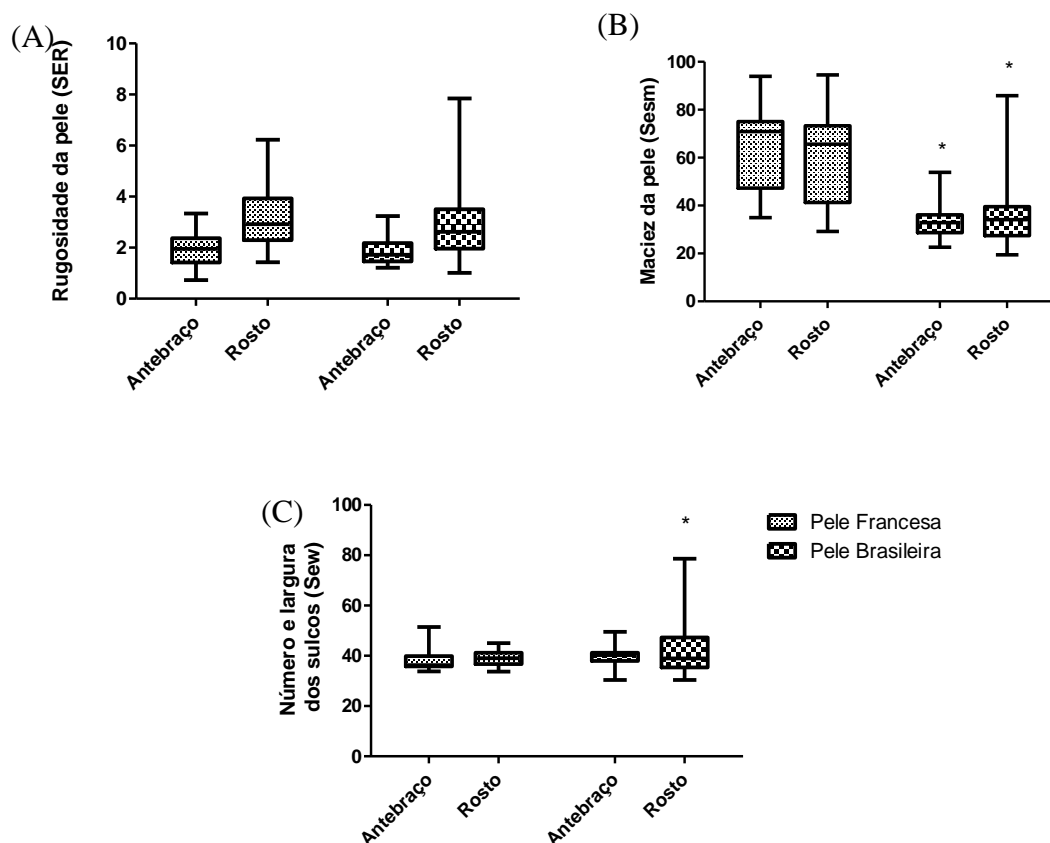 (A)
Rugosidade da pele (SER)
10
8
6
4
2
0
Antebraço
Rosto
Antebraço
Rosto
(B)
Maciez da pele (Sesm)
100
80
60
40
20
0
*
*
Antebraço
Rosto
Antebraço
Rosto
(C)
Número e largura
dos sulcos (Sew)
100
80
60
40
20
0
*
Antebraço
Rosto
Antebraço
Rosto
Pele Francesa
Pele Brasileira